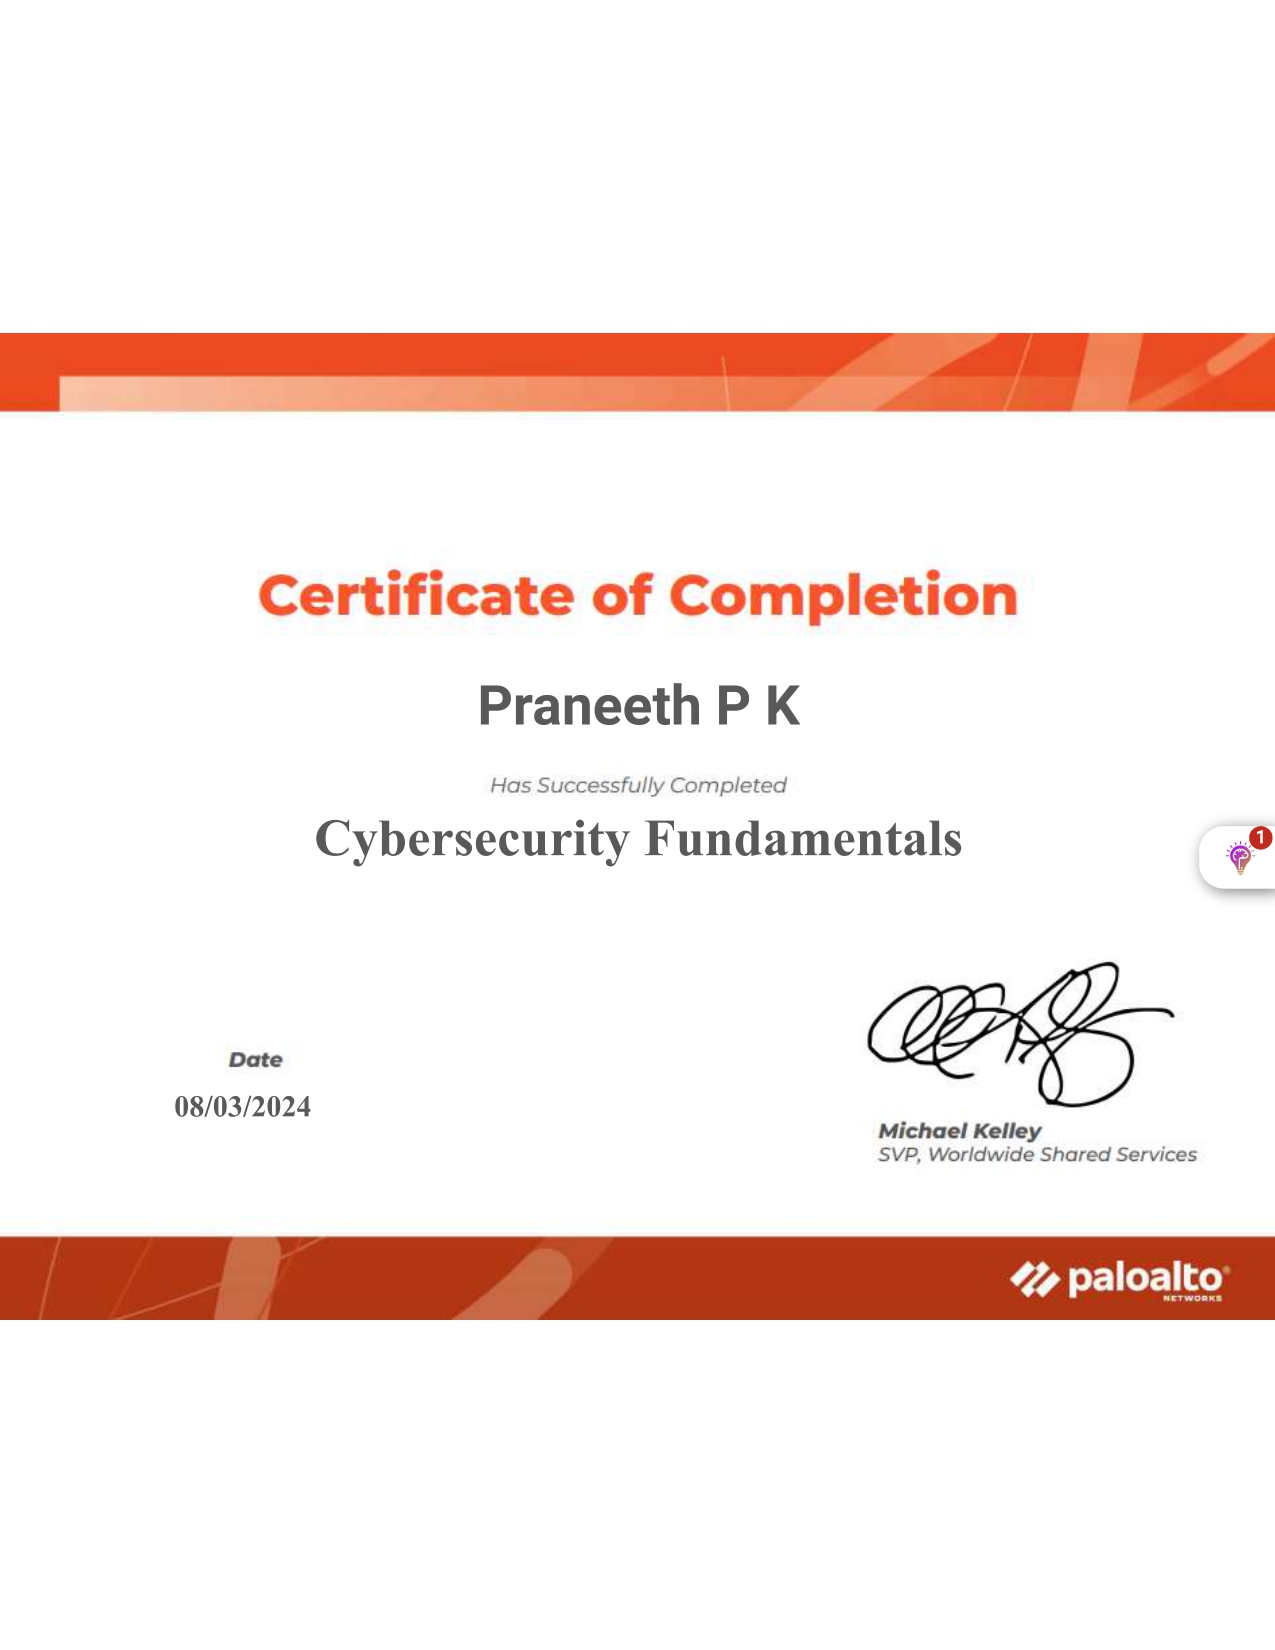 Certificate of Completion
Praneeth P K
Has Successfully Completed
Cybersecurity Fundamentals
1
Date
08/03/2024
Michael Kelley
SVP, Worldwide Shared Services
paloalto®
NETWORKS